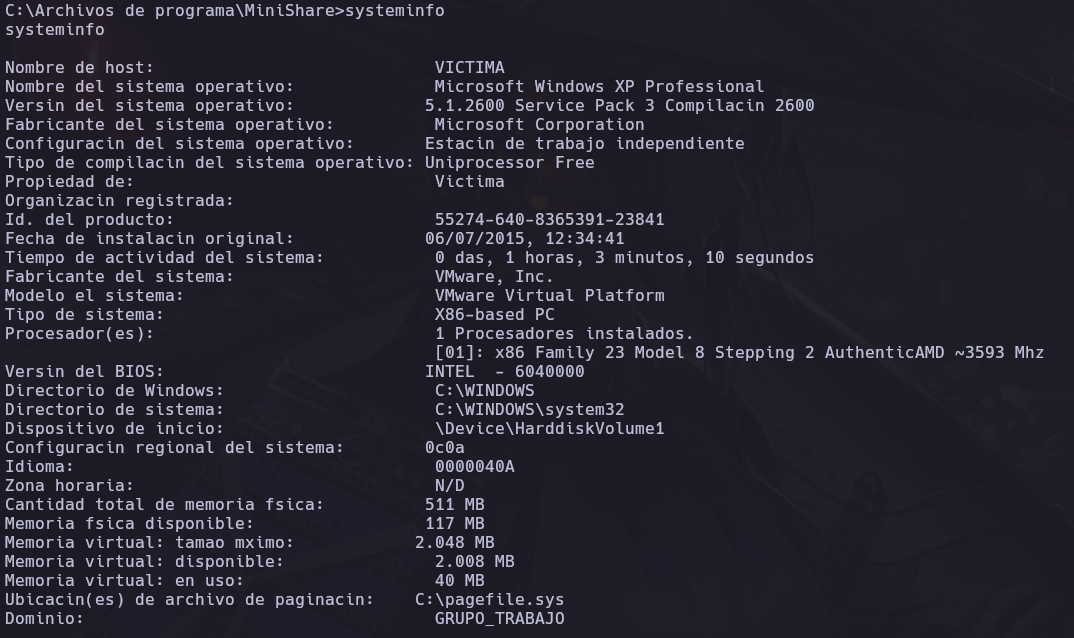 C:\Archivos de programa\MiniShare>systeminfo
systeminfo
Nombre de host:                            VICTIMA
Nombre del sistema operativo:              Microsoft Windows XP Professional
Versin del sistema operativo:             5.1.2600 Service Pack 3 Compilacin 2600
Fabricante del sistema operativo:          Microsoft Corporation
Configuracin del sistema operativo:       Estacin de trabajo independiente
Tipo de compilacin del sistema operativo: Uniprocessor Free
Propiedad de:                              Victima
Organizacin registrada:
Id. del producto:                          55274-640-8365391-23841
Fecha de instalacin original:             06/07/2015, 12:34:41
Tiempo de actividad del sistema:           0 das, 1 horas, 3 minutos, 10 segundos
Fabricante del sistema:                    VMware, Inc.
Modelo el sistema:                         VMware Virtual Platform
Tipo de sistema:                           X86-based PC
Procesador(es):                            1 Procesadores instalados.
                                           [01]: x86 Family 23 Model 8 Stepping 2 AuthenticAMD ~3593 Mhz
Versin del BIOS:                          INTEL  - 6040000
Directorio de Windows:                     C:\WINDOWS
Directorio de sistema:                     C:\WINDOWS\system32
Dispositivo de inicio:                     \Device\HarddiskVolume1
Configuracin regional del sistema:        0c0a
Idioma:                                    0000040A
Zona horaria:                              N/D
Cantidad total de memoria fsica:          511 MB
Memoria fsica disponible:                 117 MB
Memoria virtual: tamao mximo:            2.048 MB
Memoria virtual: disponible:               2.008 MB
Memoria virtual: en uso:                   40 MB
Ubicacin(es) de archivo de paginacin:    C:\pagefile.sys
Dominio:                                   GRUPO_TRABAJO